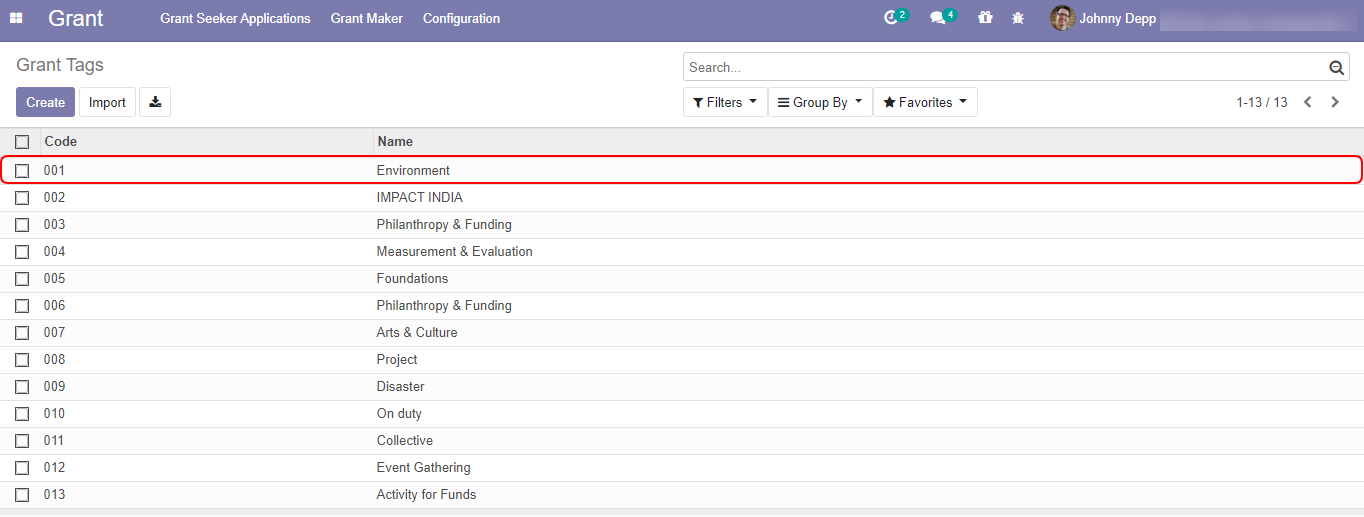 Grant Grant Seeker Applications Grant Maker Configuration 2 4 Johnny Depp
Grant Tags
Search...
Create Import Filters Group By Favorites 1-13 / 13
Code Name
001 Environment
002 IMPACT INDIA
003 Philanthropy & Funding
004 Measurement & Evaluation
005 Foundations
006 Philanthropy & Funding
007 Arts & Culture
008 Project
009 Disaster
010 On duty
011 Collective
012 Event Gathering
013 Activity for Funds